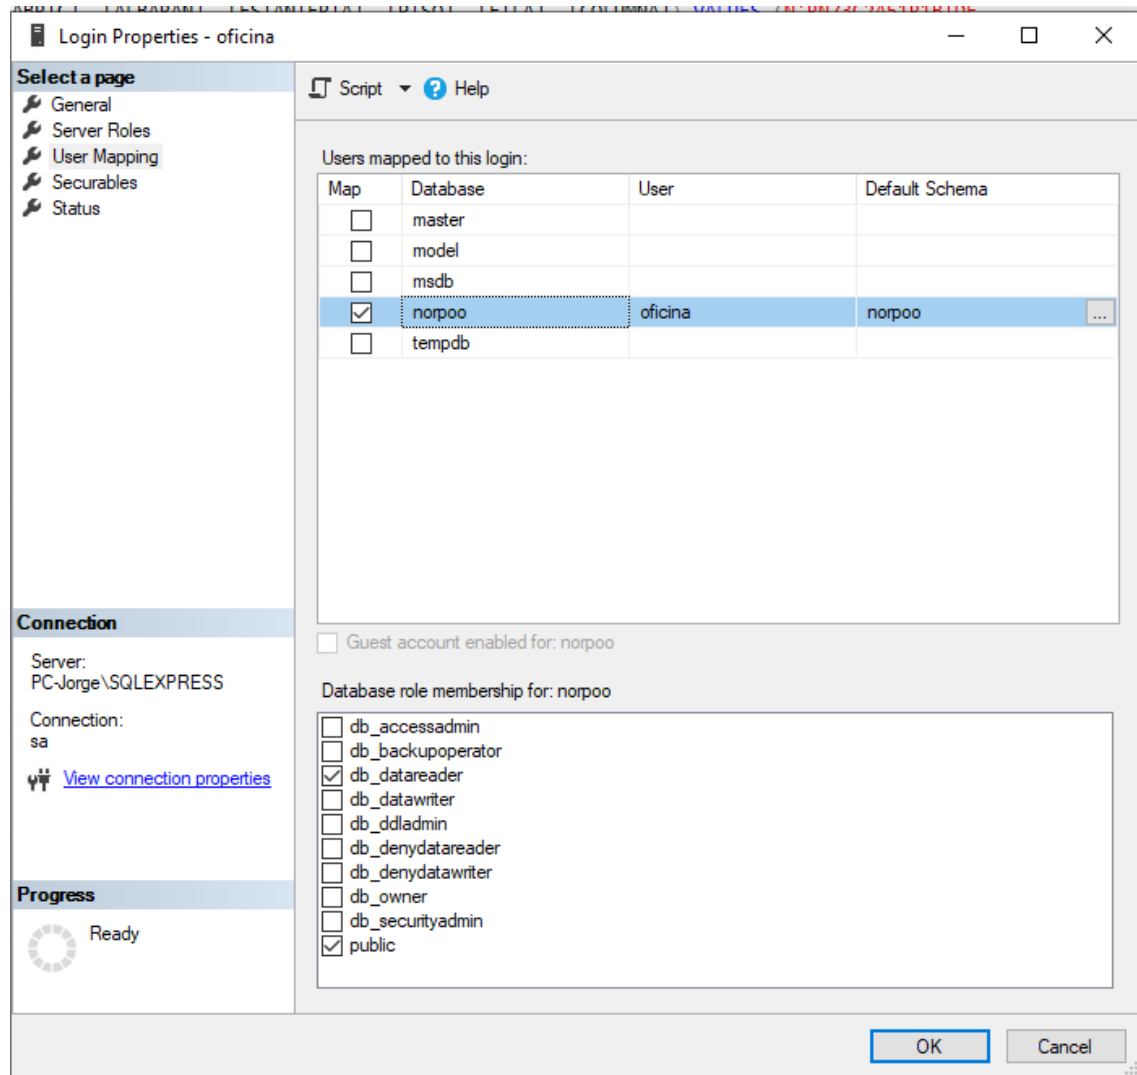 Login Properties - oficina
Select a page
General
Server Roles
User Mapping
Securables
Status
Script
Help
Users mapped to this login:
Map Database User Default Schema
master
model
msdb
norpoo oficina norpoo ...
tempdb
Guest account enabled for: norpoo
Database role membership for: norpoo
db_accessadmin
db_backupoperator
db_datareader
db_datawriter
db_ddladmin
db_denydatareader
db_denydatawriter
db_owner
db_securityadmin
public
Connection
Server:
PC-Jorge\SQLEXPRESS
Connection:
sa
View connection properties
Progress
Ready
OK Cancel